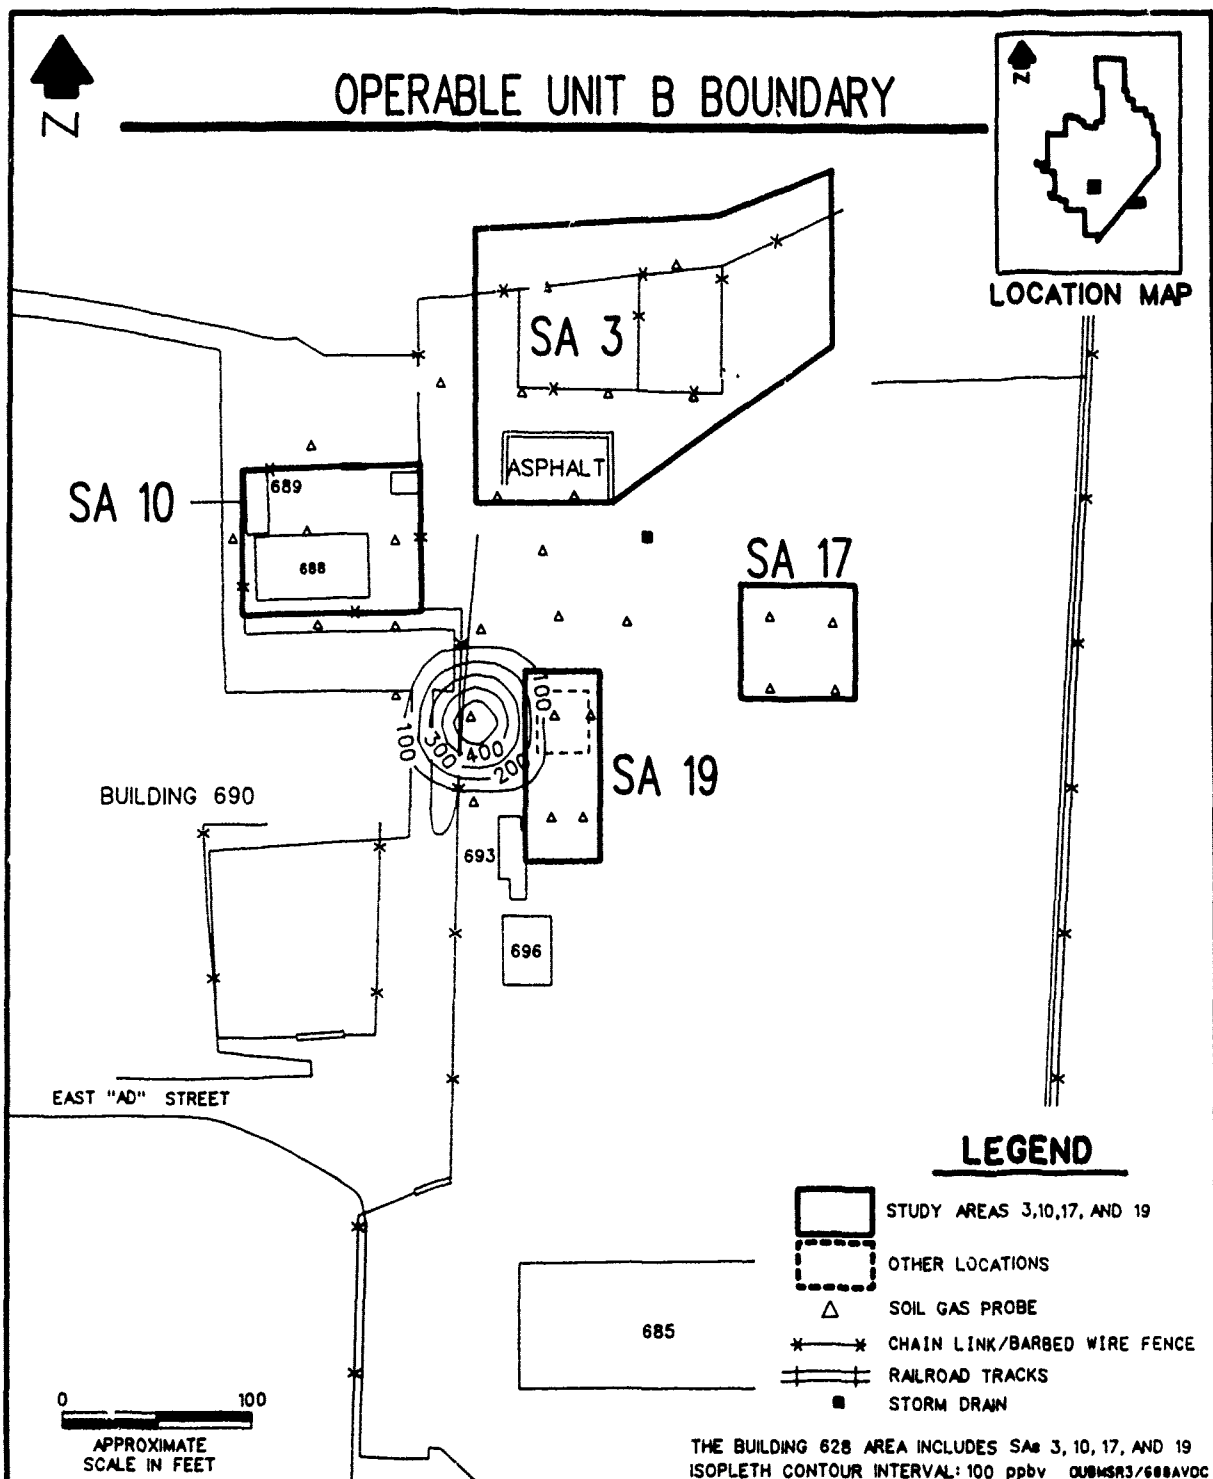 OPERABLE UNIT B BOUNDARY
N
N
LOCATION MAP
SA 3
ASPHALT
SA 10
689
688
SA 17
100
100
300
400
200
SA 19
BUILDING 690
693
696
EAST "AD" STREET
685
LEGEND
STUDY AREAS 3,10,17, AND 19
OTHER LOCATIONS
SOIL GAS PROBE
CHAIN LINK/BARBED WIRE FENCE
RAILROAD TRACKS
STORM DRAIN
0 100
APPROXIMATE
SCALE IN FEET
THE BUILDING 628 AREA INCLUDES SAs 3, 10, 17, AND 19
ISOPLETH CONTOUR INTERVAL: 100 ppbv